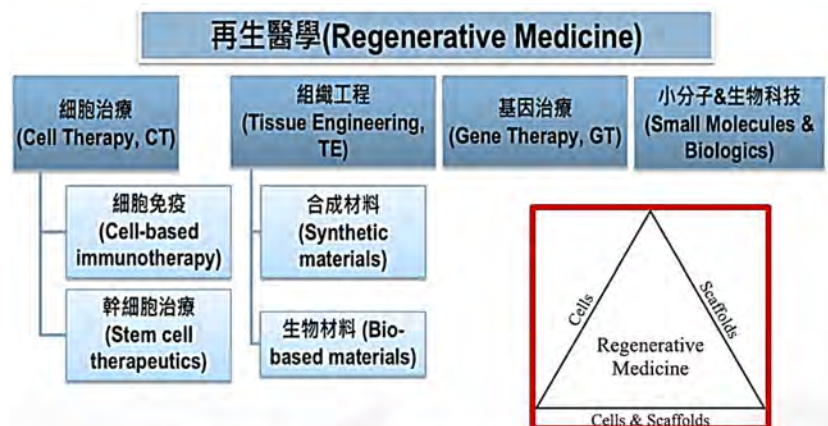 再生醫學(Regenerative Medicine)
細胞治療
(Cell Therapy, CT)
組織工程
(Tissue Engineering,
TE)
基因治療
(Gene Therapy, GT)
小分子&生物科技
(Small Molecules &
Biologics)
細胞免疫
(Cell-based
immunotherapy)
合成材料
(Synthetic
materials)
幹細胞治療
(Stem cell
therapeutics)
生物材料 (Bio-
based materials)
Cells
Scaffolds
Regenerative
Medicine
Cells & Scaffolds